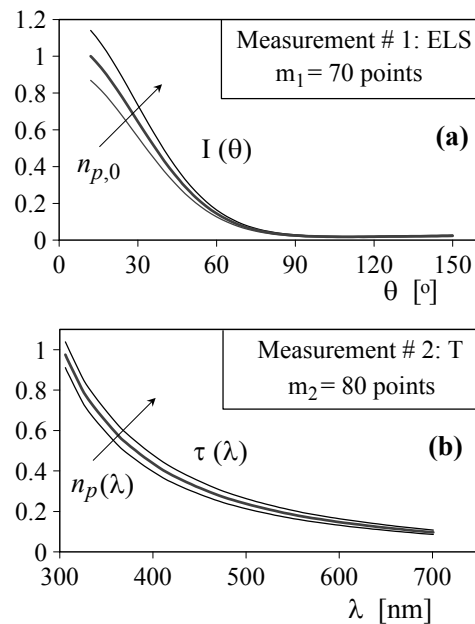 1.2
Measurement # 1: ELS
m₁ = 70 points
1
0.8
(a)
0.6
n_{p,0}
I (θ)
0.4
0.2
0
0 30 60 90 120 150
θ [º]
Measurement # 2: T
m₂ = 80 points
1
0.8
(b)
0.6
τ (λ)
0.4
n_p(λ)
0.2
0
300 400 500 600 700
λ [nm]